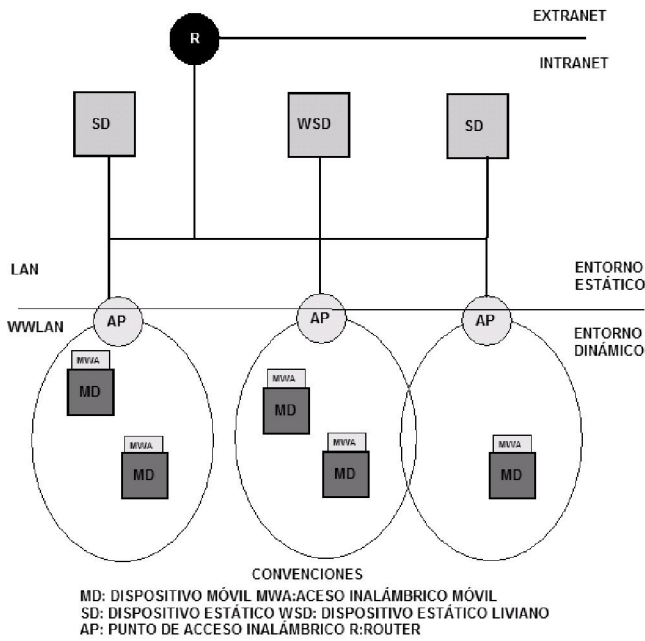 EXTRANET
R
INTRANET
SD
WSD
SD
LAN
ENTORNO
ESTÁTICO
WWLAN
AP
AP
AP
ENTORNO
DINÁMICO
MWA
MD
MWA
MD
MWA
MD
MWA
MD
MWA
MD
CONVENCIONES
MD: DISPOSITIVO MÓVIL MWA:ACESO INALÁMBRICO MÓVIL
SD: DISPOSITIVO ESTÁTICO WSD: DISPOSITIVO ESTÁTICO LIVIANO
AP: PUNTO DE ACCESO INALÁMBRICO R:ROUTER